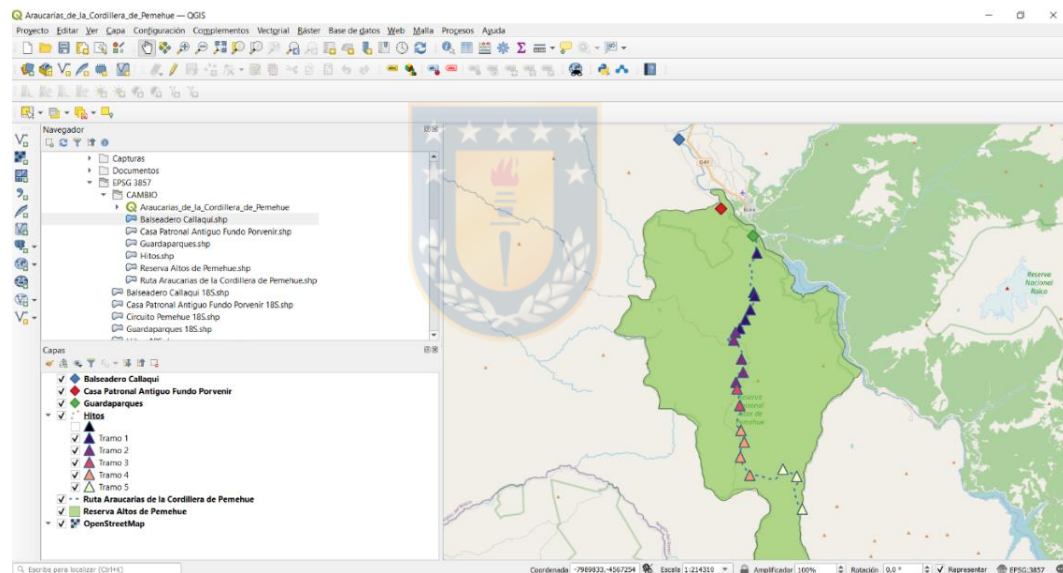 Araucarias_de_la_Cordillera_de_Pemehue — QGIS
Proyecto Editar Ver Capa Configuración Complementos Vectorial Ráster Base de datos Web Malla Procesos Ayuda
Navegador
Capturas
Documentos
EPSG 3857
CAMBIO
Araucarias_de_la_Cordillera_de_Pemehue
Balseadero Callaqui.shp
Casa Patronal Antiguo Fundo Porvenir.shp
Guardaparques.shp
Hitos.shp
Reserva Altos de Pemehue.shp
Ruta Araucarias de la Cordillera de Pemehue.shp
Balseadero Callaqui 18S.shp
Casa Patronal Antiguo Fundo Porvenir 18S.shp
Circuito Pemehue 18S.shp
Guardaparques 18S.shp
Capas
Balseadero Callaqui
Casa Patronal Antiguo Fundo Porvenir
Guardaparques
Hitos
Tramo 1
Tramo 2
Tramo 3
Tramo 4
Tramo 5
Ruta Araucarias de la Cordillera de Pemehue
Reserva Altos de Pemehue
OpenStreetMap
Reserva
Nacional
Ralco
Escriba para localizar (Ctrl+K)
Coordenada -7989833,-4567254 Escala 1:214310 Amplificador 100% Rotación 0,0 ° Representar EPSG:3857